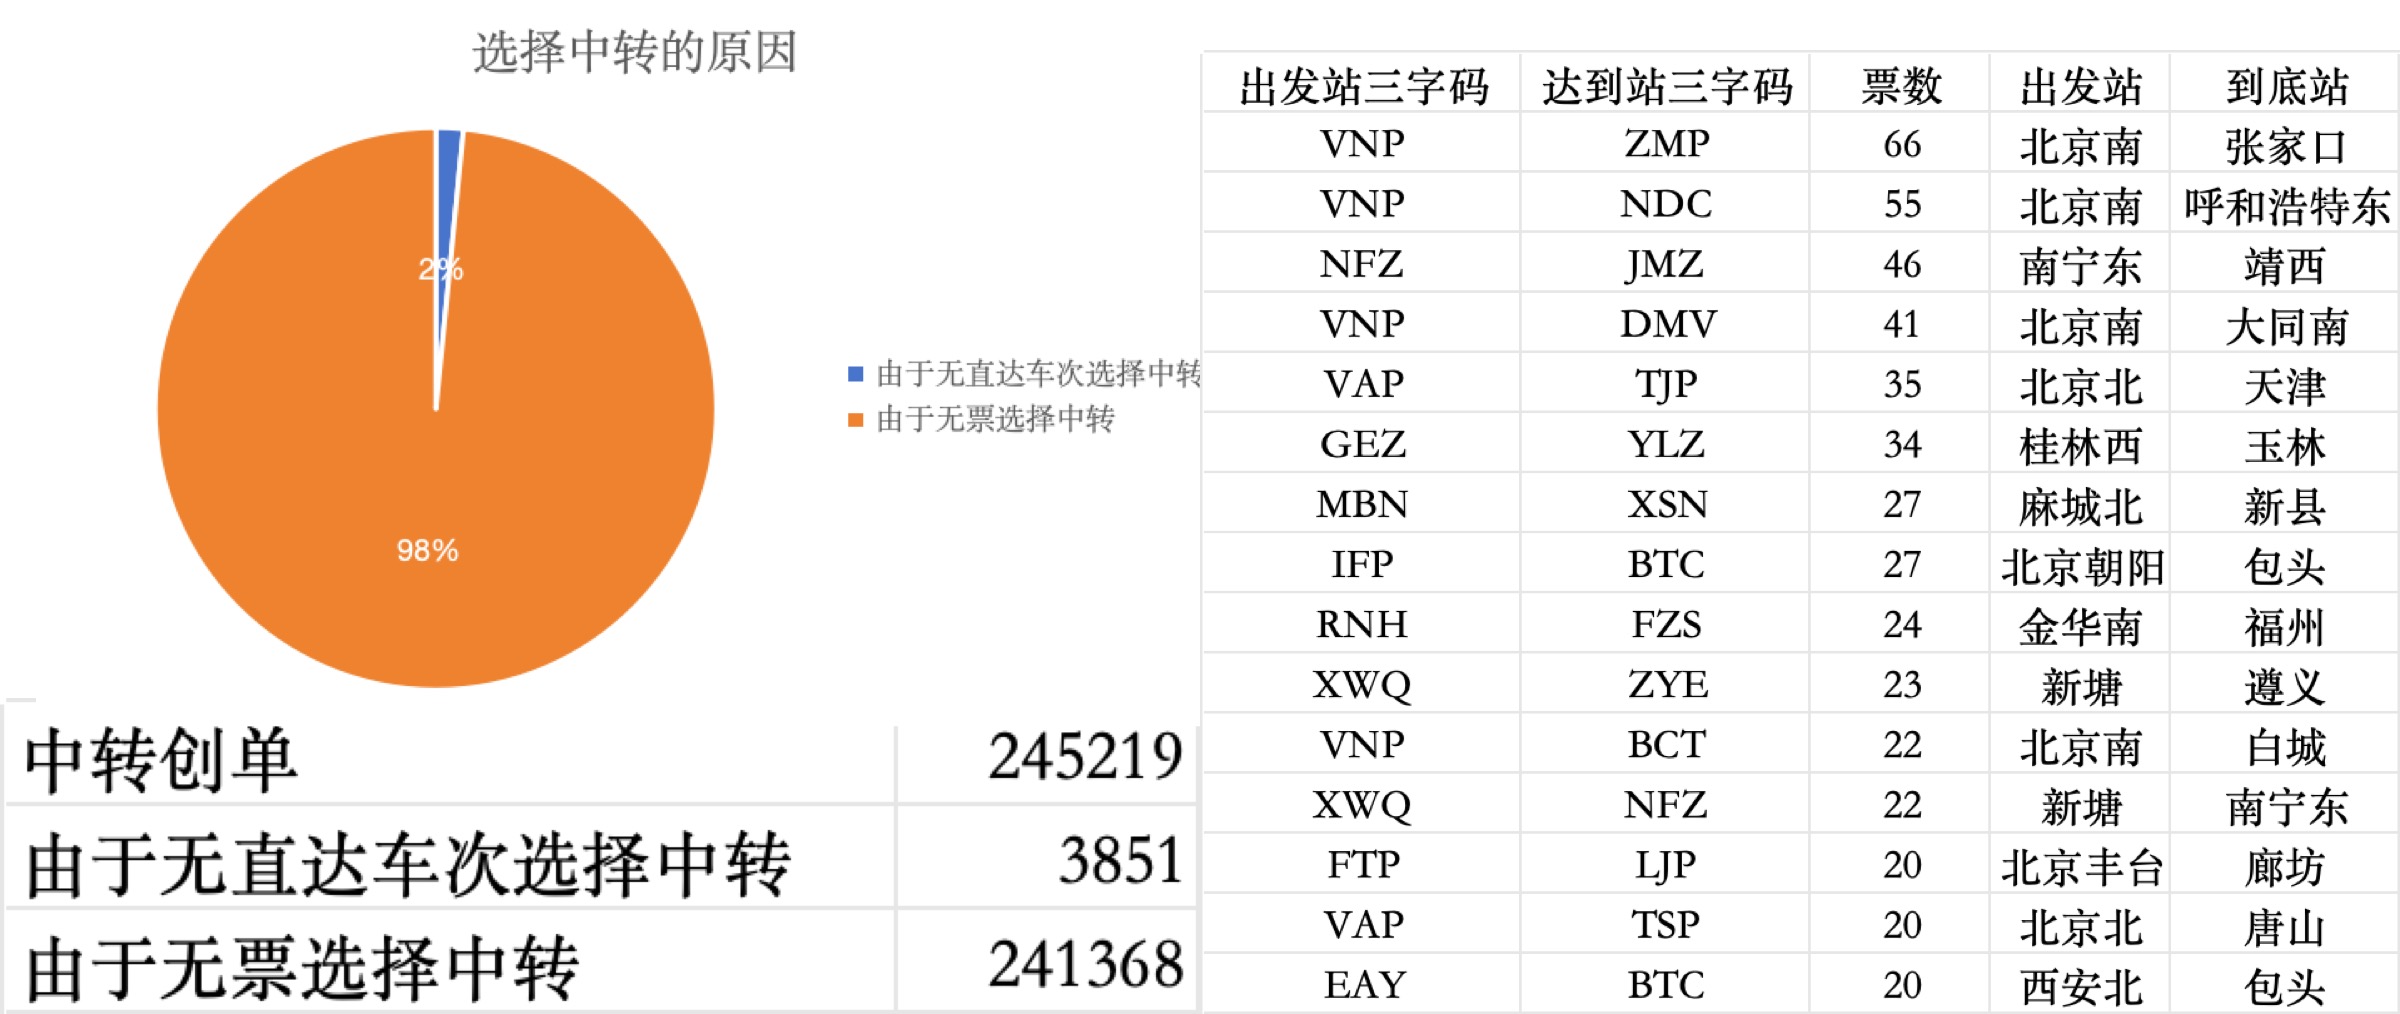 选择中转的原因
2%
98%
由于无直达车次选择中转
由于无票选择中转
中转创单 245219
由于无直达车次选择中转 3851
由于无票选择中转 241368
出发站三字码 达到站三字码 票数 出发站 到底站
VNP ZMP 66 北京南 张家口
VNP NDC 55 北京南 呼和浩特东
NFZ JMZ 46 南宁东 靖西
VNP DMV 41 北京南 大同南
VAP TJP 35 北京北 天津
GEZ YLZ 34 桂林西 玉林
MBN XSN 27 麻城北 新县
IFP BTC 27 北京朝阳 包头
RNH FZS 24 金华南 福州
XWQ ZYE 23 新塘 遵义
VNP BCT 22 北京南 白城
XWQ NFZ 22 新塘 南宁东
FTP LJP 20 北京丰台 廊坊
VAP TSP 20 北京北 唐山
EAY BTC 20 西安北 包头